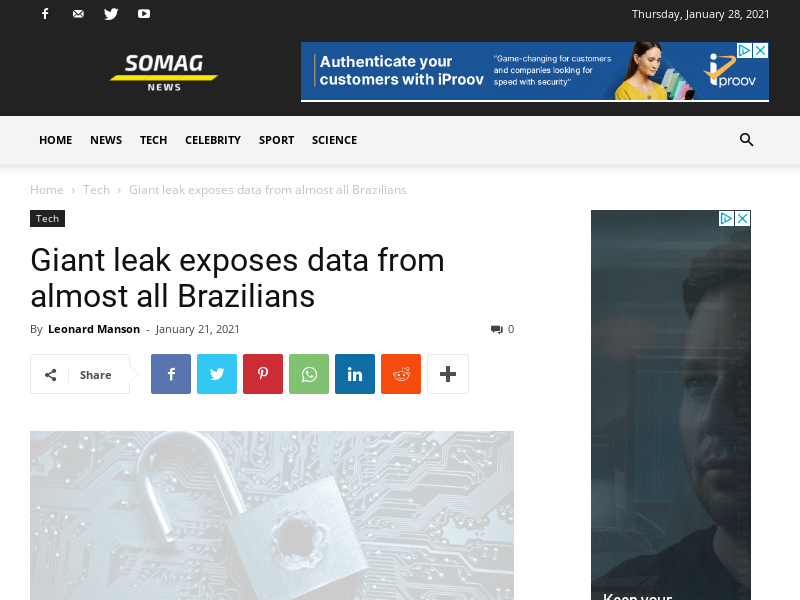 Thursday, January 28, 2021
SOMAG
NEWS
Authenticate your
customers with iProov
"Game-changing for customers
and companies looking for
speed with security"
iproov
HOME NEWS TECH CELEBRITY SPORT SCIENCE
Home › Tech › Giant leak exposes data from almost all Brazilians
Tech
Giant leak exposes data from
almost all Brazilians
By Leonard Manson - January 21, 2021 0
Share
Keep your